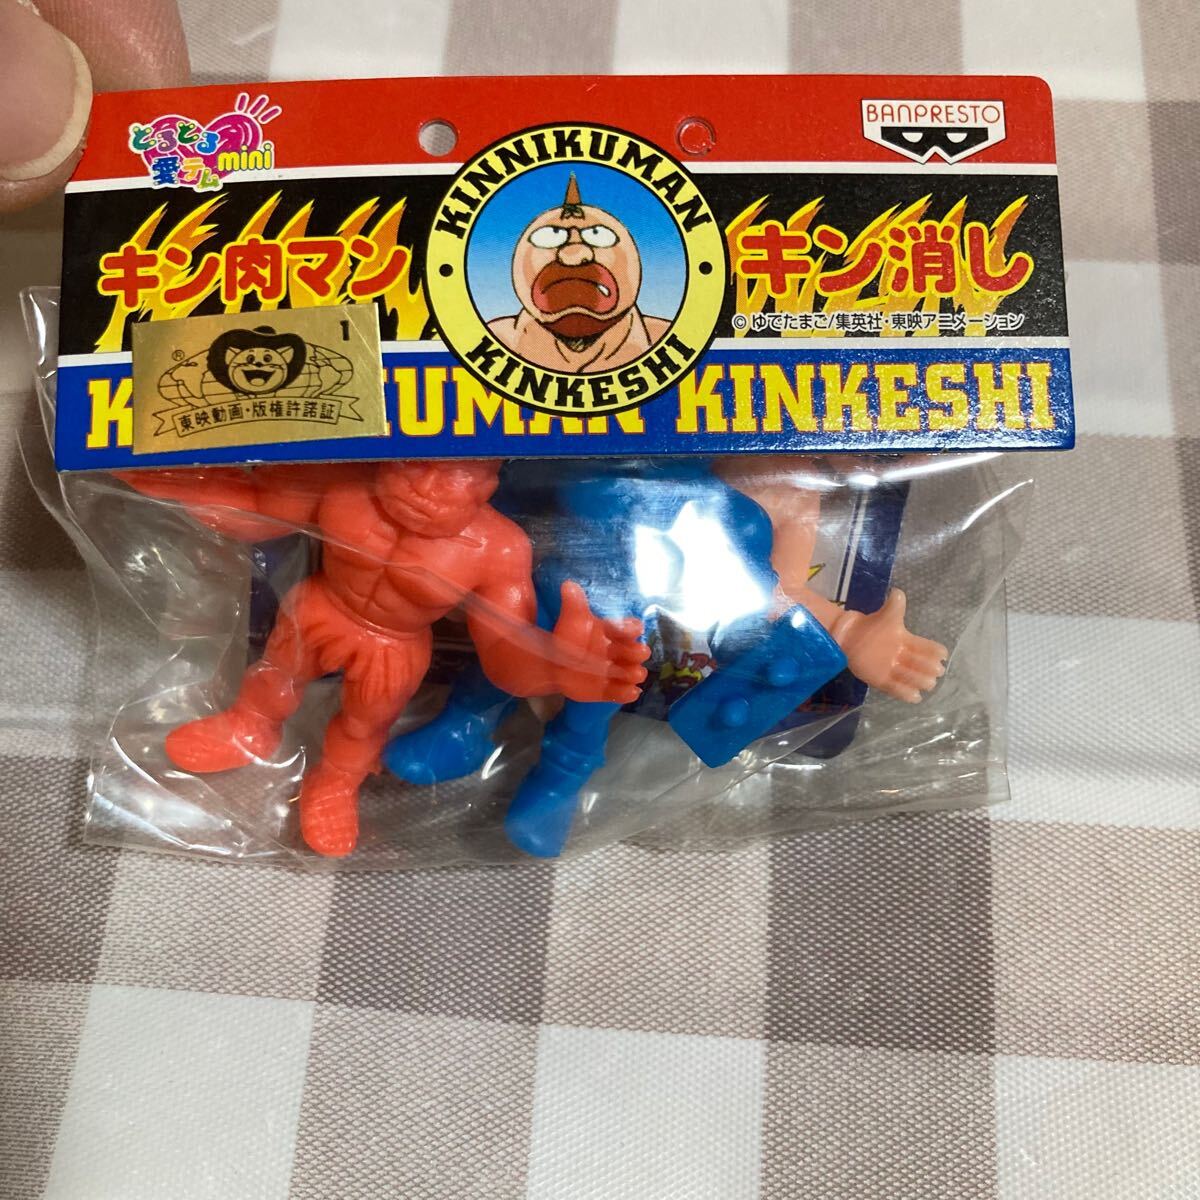 とるとる
愛テム mini
BANPRESTO
KINNIKUMAN
キン肉マン
キン消し
©ゆでたまご/集英社・東映アニメーション
KINKESHI
® 1
東映動画・版権許諾証
K KUMAN KINKESHI